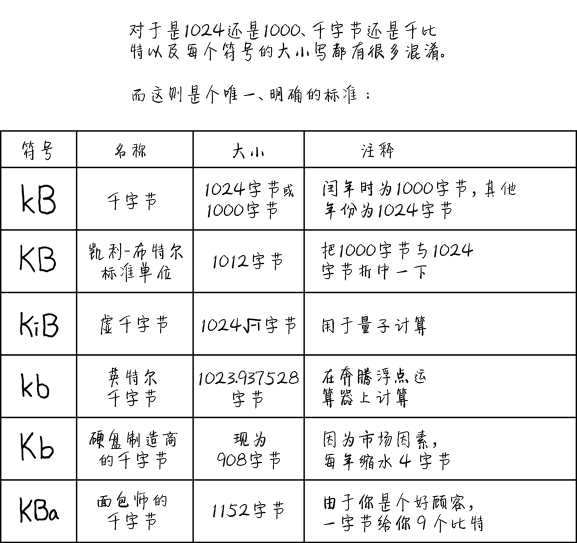 对于是1024还是1000、千字节还是千比
特以及每个符号的大小写都有很多混淆。
而这则是个唯一、明确的标准：
符号 名称 大小 注释
kB 千字节 1024字节或 1000字节 闰年时为1000字节，其他 年份为1024字节
KB 凯利-布特尔 标准单位 1012字节 把1000字节与1024 字节折中一下
KiB 虚千字节 1024√-1字节 用于量子计算
kb 英特尔 千字节 1023.937528 字节 在奔腾浮点运 算器上计算
Kb 硬盘制造商 的千字节 现为 908字节 因为市场因素， 每年缩水4字节
KBa 面包师的 千字节 1152字节 由于你是个好顾客， 一字节给你9个比特